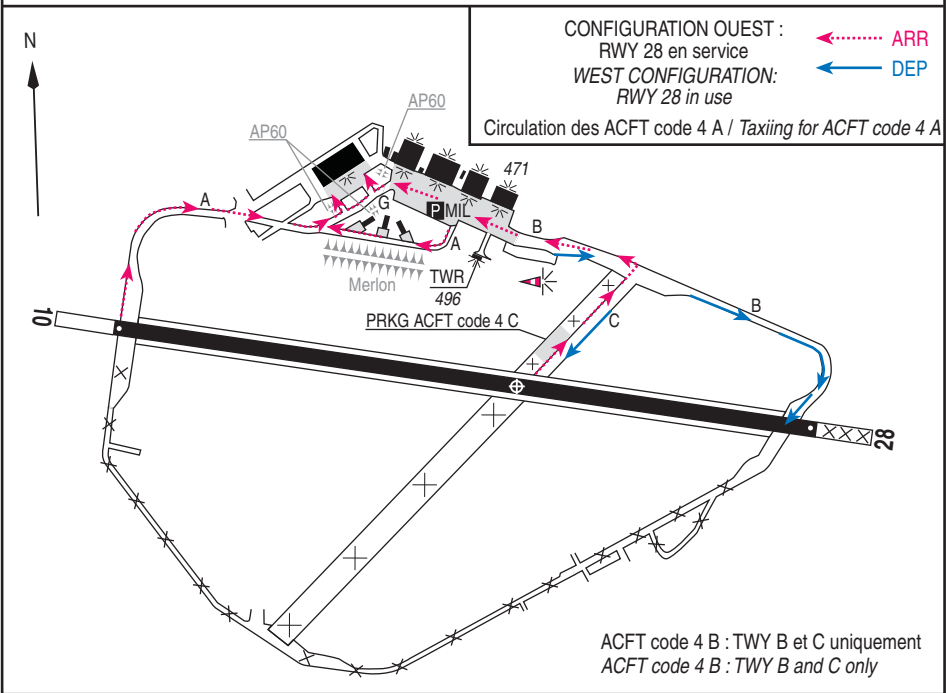 CONFIGURATION OUEST :
RWY 28 en service
WEST CONFIGURATION:
RWY 28 in use
ARR
DEP
Circulation des ACFT code 4 A / Taxiing for ACFT code 4 A
N
AP60
AP60
471
A
G
P MIL
B
A
TWR
496
Merlon
PRKG ACFT code 4 C
C
B
10
28
ACFT code 4 B : TWY B et C uniquement
ACFT code 4 B : TWY B and C only